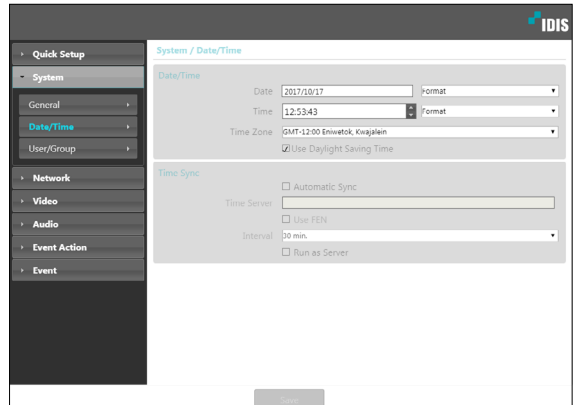 IDIS
Quick Setup
System
General
Date/Time
User/Group
Network
Video
Audio
Event Action
Event
System / Date/Time
Date/Time
Date 2017/10/17 Format
Time 12:53:43 Format
Time Zone GMT-12:00 Eniwetok, Kwajalein
Use Daylight Saving Time
Time Sync
Automatic Sync
Time Server
Use FEN
Interval 30 min.
Run as Server
Save